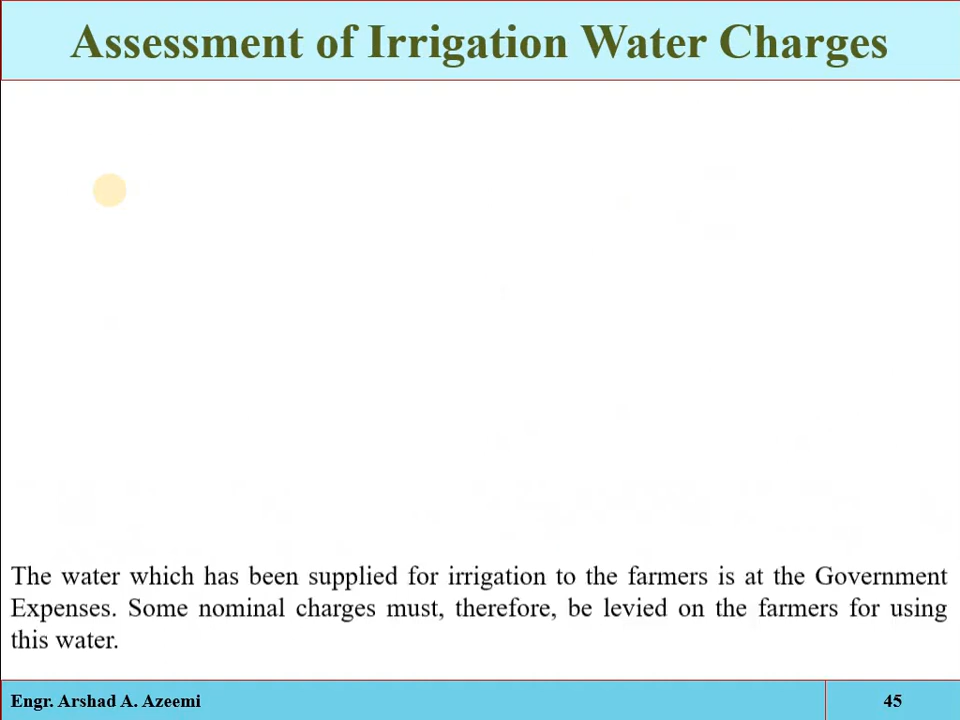 Assessment of Irrigation Water Charges
The water which has been supplied for irrigation to the farmers is at the Government
Expenses. Some nominal charges must, therefore, be levied on the farmers for using
this water.
Engr. Arshad A. Azeemi
45